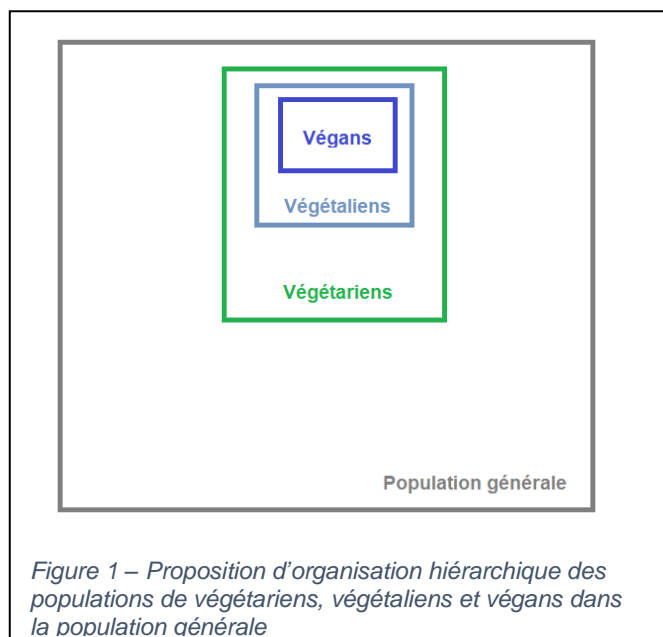 Végans
Végétaliens
Végétariens
Population générale
Figure 1 – Proposition d'organisation hiérarchique des
populations de végétariens, végétaliens et végans dans
la population générale